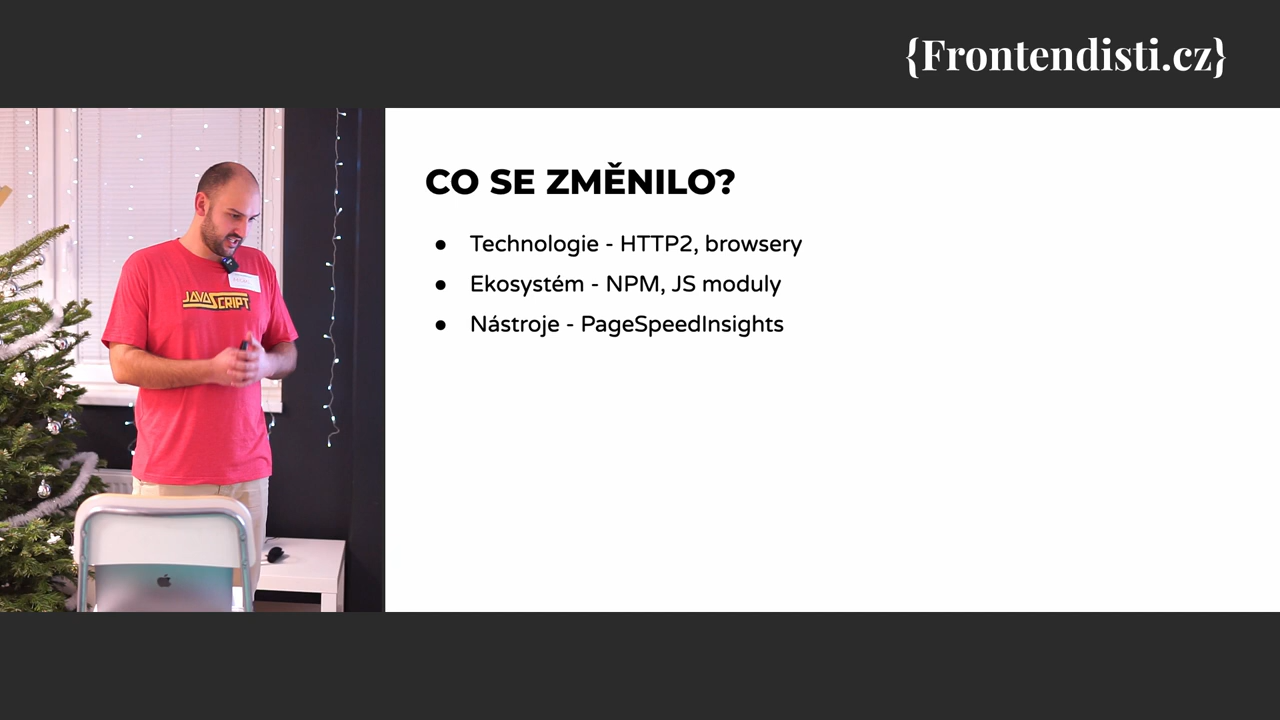 {Frontendisti.cz}
CO SE ZMĚNILO?
● Technologie - HTTP2, browsery
● Ekosystém - NPM, JS moduly
● Nástroje - PageSpeedInsights
JAVASCRIPT